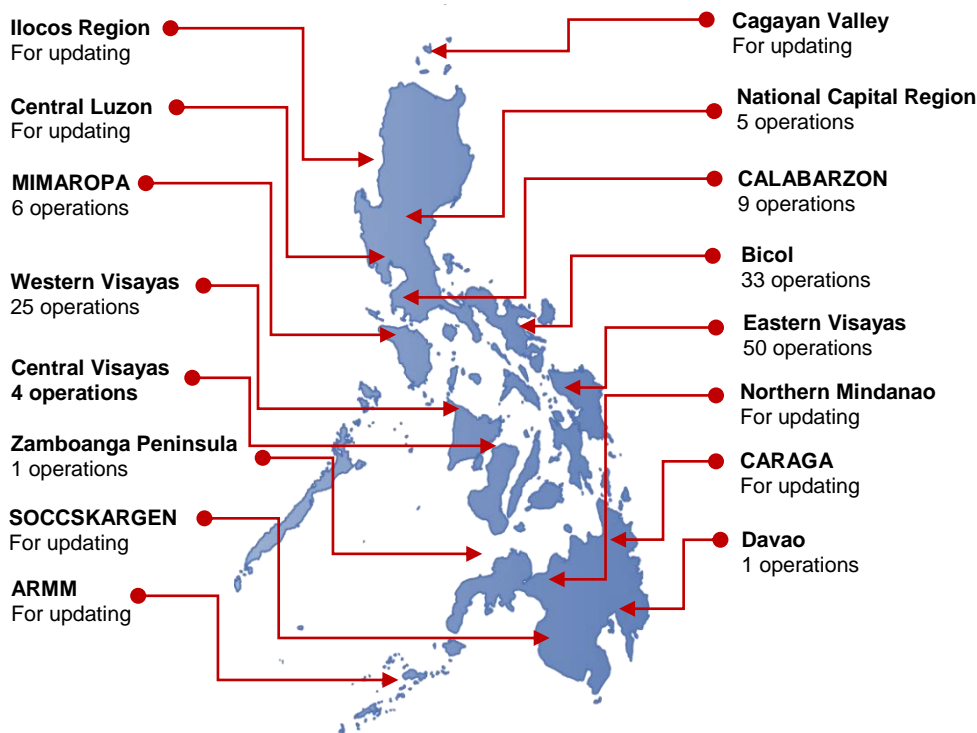 Ilocos Region
For updating
Central Luzon
For updating
MIMAROPA
6 operations
Western Visayas
25 operations
Central Visayas
4 operations
Zamboanga Peninsula
1 operations
SOCCSKARGEN
For updating
ARMM
For updating
Cagayan Valley
For updating
National Capital Region
5 operations
CALABARZON
9 operations
Bicol
33 operations
Eastern Visayas
50 operations
Northern Mindanao
For updating
CARAGA
For updating
Davao
1 operations